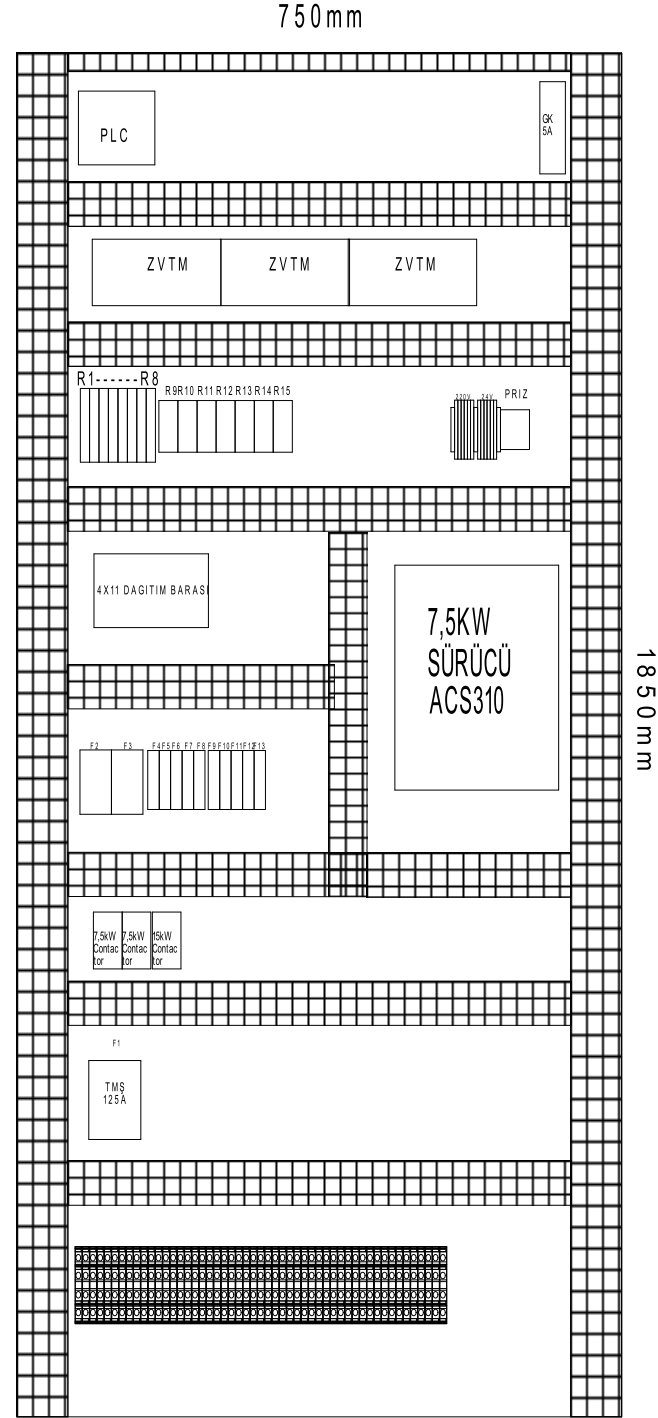 750mm
PLC
GK
5A
ZVTM ZVTM ZVTM
R1------R8
R9R10 R11 R12 R13 R14 R15
220V 24V PRIZ
4X11 DAGITIM BARASI
7,5KW
SÜRÜCÜ
ACS310
1850mm
F2 F3 F4F5F6 F7 F8 F9F10F11F12F13
7,5kW
Contac
tor
7,5kW
Contac
tor
15kW
Contac
tor
F1
TMŞ
125A